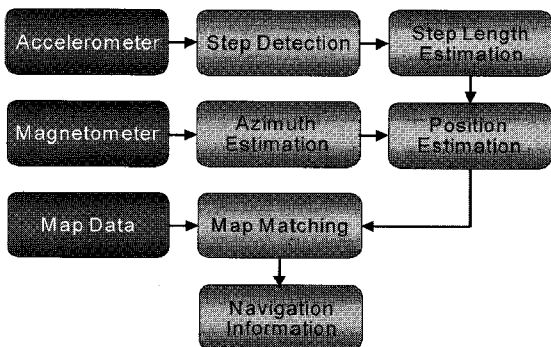 Accelerometer
Step Detection
Step Length
Estimation
Magnetometer
Azimuth
Estimation
Position
Estimation
Map Data
Map Matching
Navigation
Information